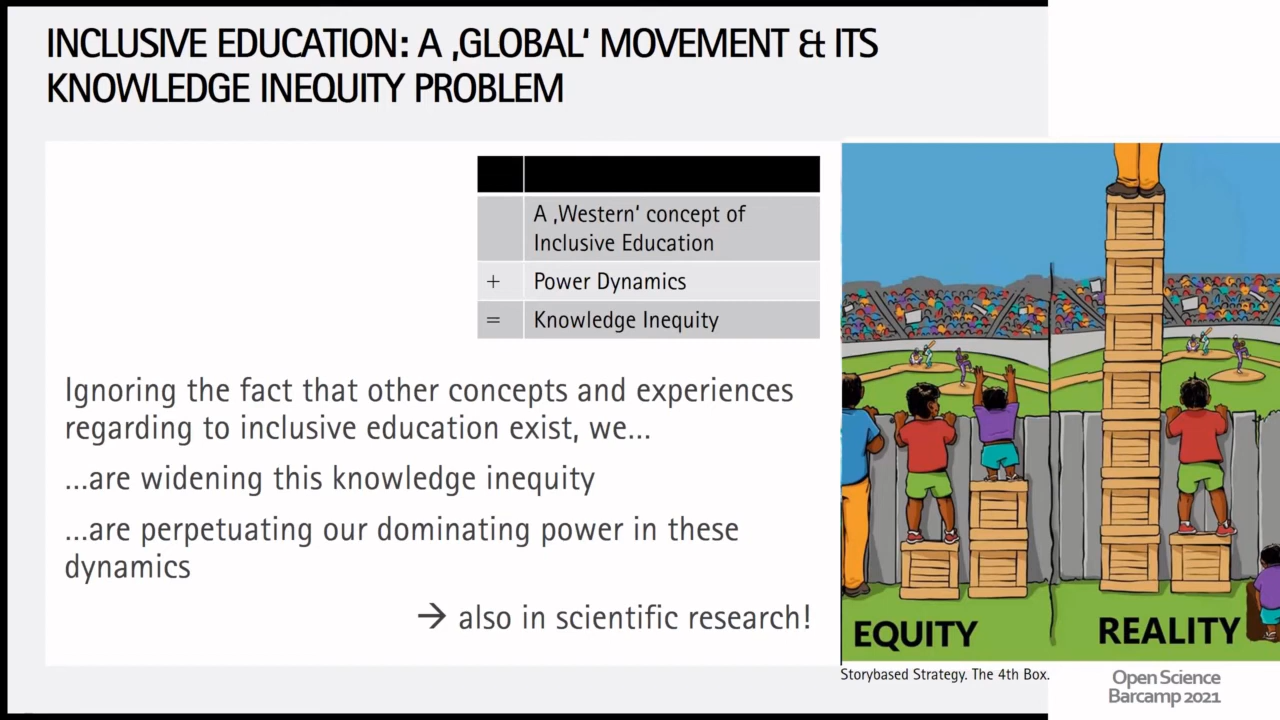 INCLUSIVE EDUCATION: A ‚GLOBAL‘ MOVEMENT & ITS
KNOWLEDGE INEQUITY PROBLEM
A ‚Western‘ concept of
Inclusive Education
+ Power Dynamics
= Knowledge Inequity
Ignoring the fact that other concepts and experiences
regarding to inclusive education exist, we...
...are widening this knowledge inequity
...are perpetuating our dominating power in these
dynamics
→ also in scientific research!
EQUITY
REALITY
Storybased Strategy. The 4th Box.
Open Science
Barcamp 2021